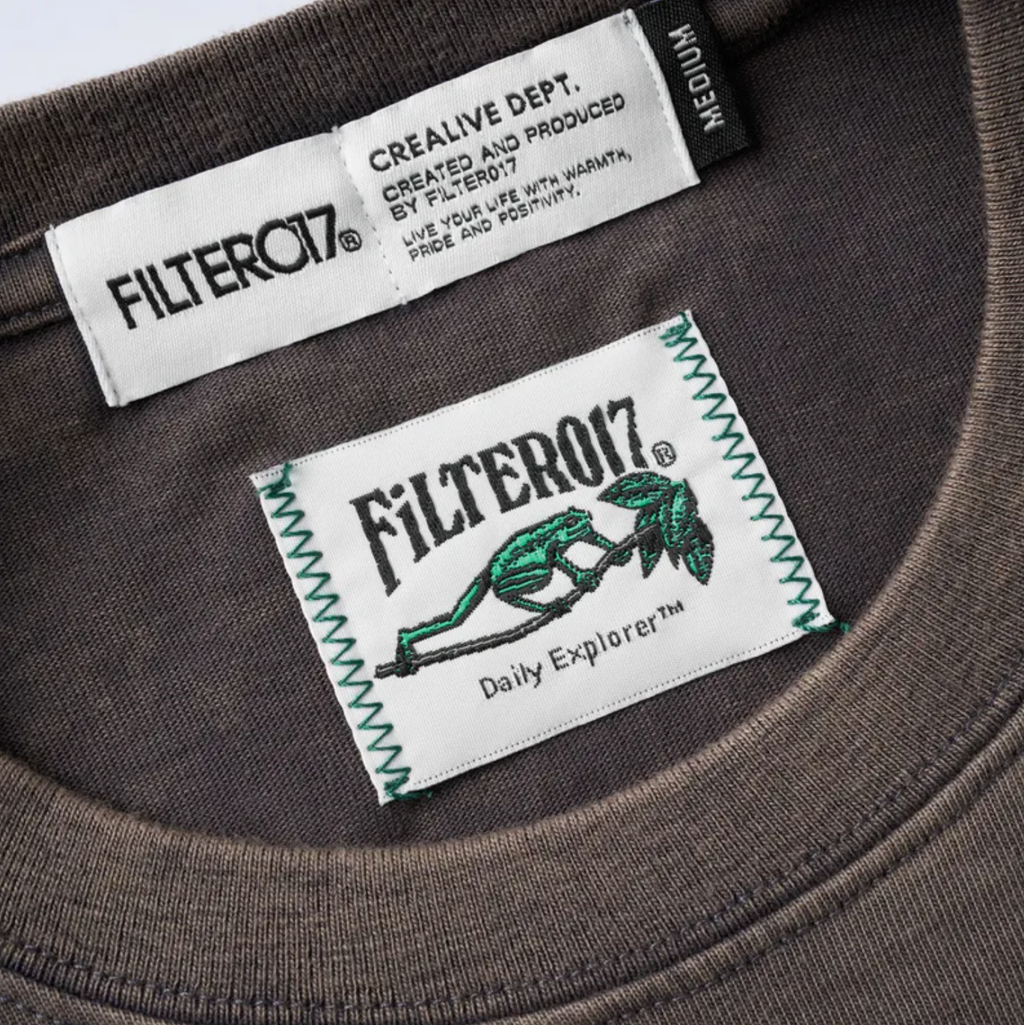 FILTER017®
CREALIVE DEPT.
CREATED AND PRODUCED
BY FILTER017
LIVE YOUR LIFE WITH WARMTH,
PRIDE AND POSITIVITY.
MEDIUM
FiLTER017®
Daily Explorer™